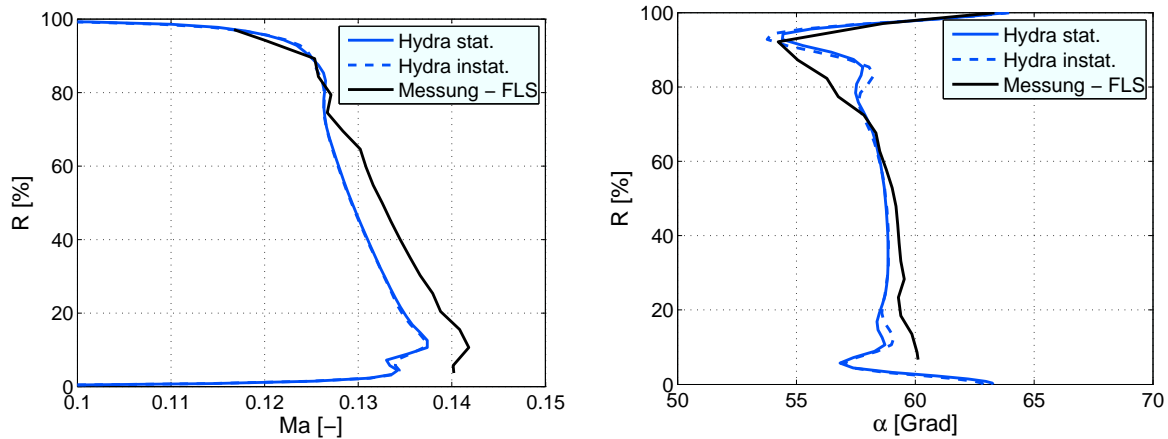 100
80
60
40
20
0
R [%]
0.1
0.11
0.12
0.13
0.14
0.15
Ma [−]
Hydra stat.
Hydra instat.
Messung − FLS
100
80
60
40
20
0
R [%]
50
55
60
65
70
α [Grad]
Hydra stat.
Hydra instat.
Messung − FLS